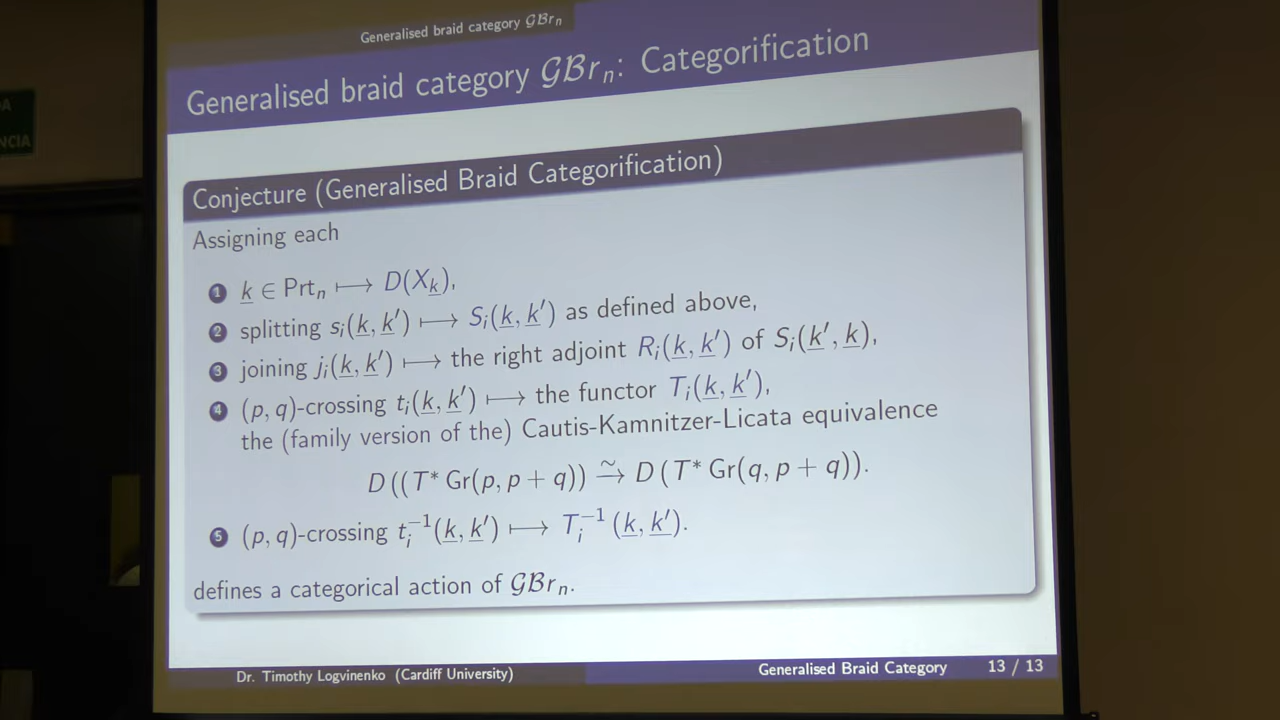 Generalised braid category 𝒢ℬr_n
Generalised braid category 𝒢ℬr_n: Categorification
Conjecture (Generalised Braid Categorification)
Assigning each
1 k̲ ∈ Prt_n ⟼ D(X_k̲),
2 splitting s_i(k̲, k̲′) ⟼ S_i(k̲, k̲′) as defined above,
3 joining j_i(k̲, k̲′) ⟼ the right adjoint R_i(k̲, k̲′) of S_i(k̲′, k̲),
4 (p, q)-crossing t_i(k̲, k̲′) ⟼ the functor T_i(k̲, k̲′),
the (family version of the) Cautis-Kamnitzer-Licata equivalence
D((T* Gr(p, p + q)) ⥲ D(T* Gr(q, p + q)).
5 (p, q)-crossing t_i^{-1}(k̲, k̲′) ⟼ T_i^{-1}(k̲, k̲′).
defines a categorical action of 𝒢ℬr_n.
Dr. Timothy Logvinenko (Cardiff University)
Generalised Braid Category 13 / 13